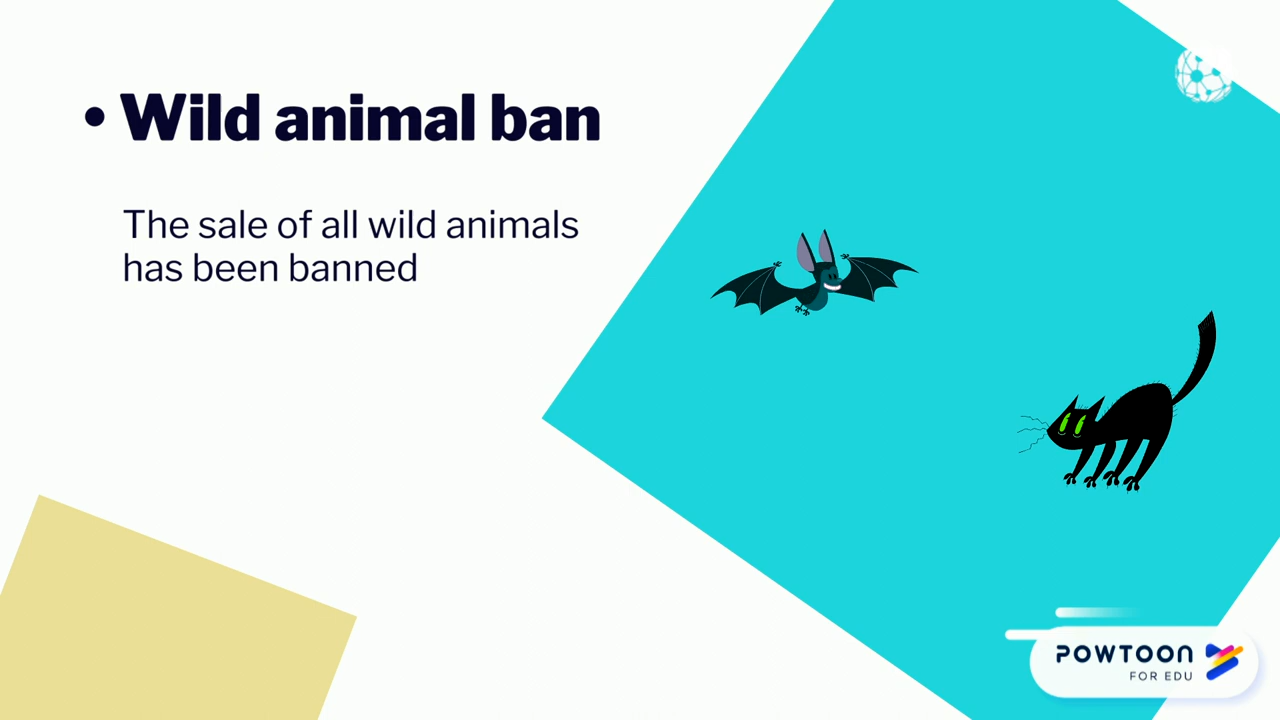 • Wild animal ban
The sale of all wild animals
has been banned
POWTOON
FOR EDU